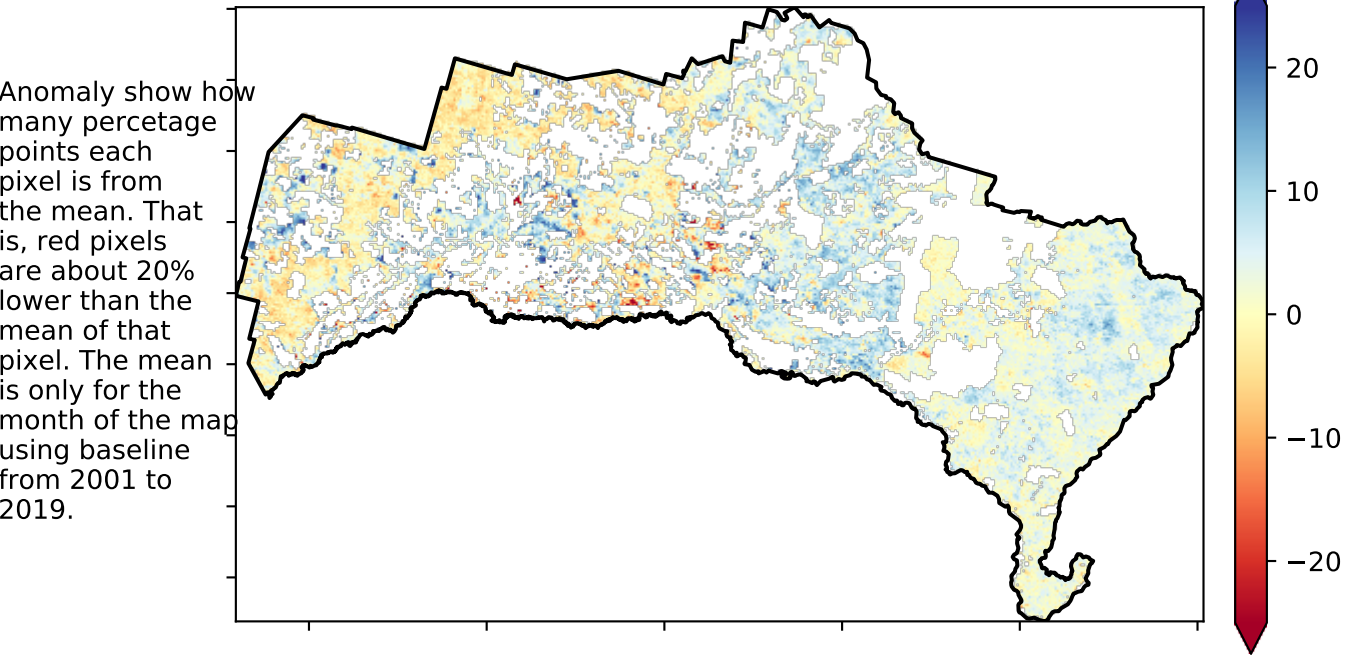 Anomaly show how
many percetage
points each
pixel is from
the mean. That
is, red pixels
are about 20%
lower than the
mean of that
pixel. The mean
is only for the
month of the map
using baseline
from 2001 to
2019.
20
10
0
−10
−20